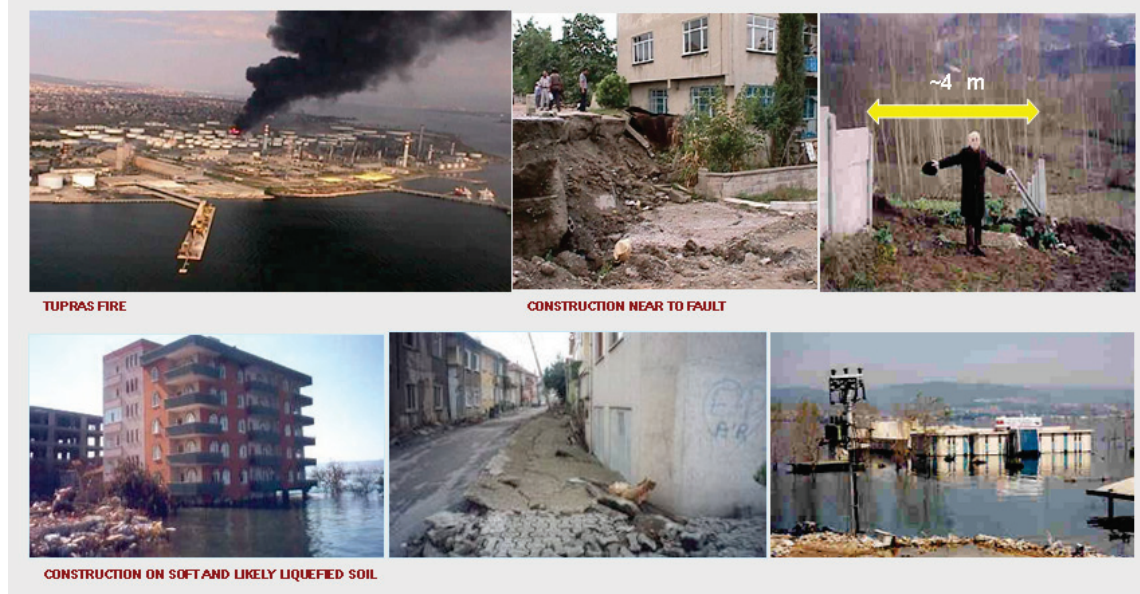 ~4 m
TUPRAS FIRE
CONSTRUCTION NEAR TO FAULT
CONSTRUCTION ON SOFT AND LIKELY LIQUEFIED SOIL